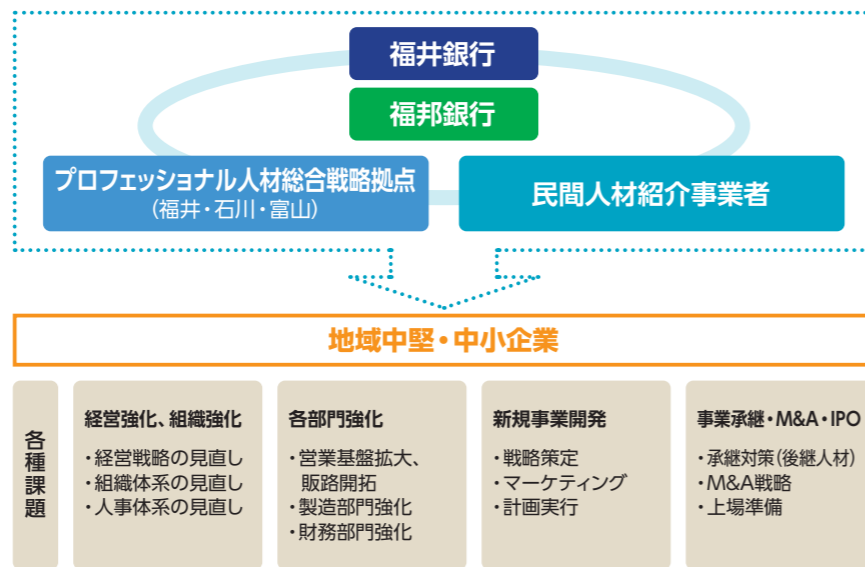 福井銀行
福邦銀行
プロフェッショナル人材総合戦略拠点
(福井・石川・富山)
民間人材紹介事業者
地域中堅・中小企業
各種課題
経営強化、組織強化
・経営戦略の見直し
・組織体系の見直し
・人事体系の見直し
各部門強化
・営業基盤拡大、
販路開拓
・製造部門強化
・財務部門強化
新規事業開発
・戦略策定
・マーケティング
・計画実行
事業承継・M&A・IPO
・承継対策(後継人材)
・M&A戦略
・上場準備